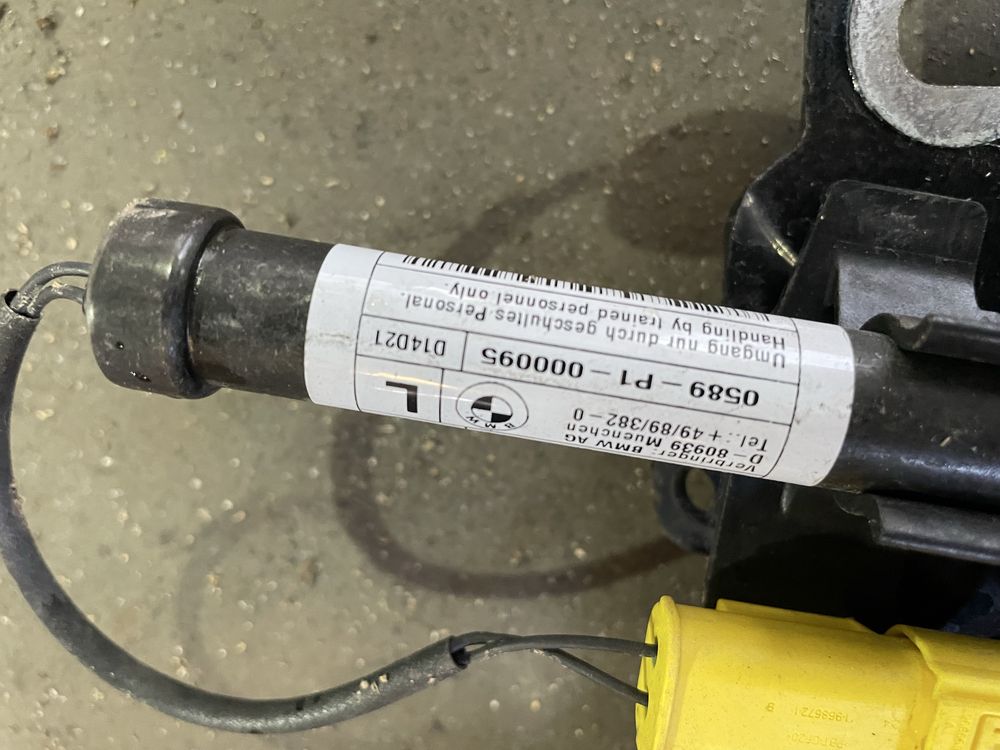 Verbringer: BMW AG
D-80939 Muenchen
Tel.: +49/89/382-0
BMW
L
0589-P1-000095
D14D21
Umgang nur durch geschultes Personal.
Handling by trained personnel only.